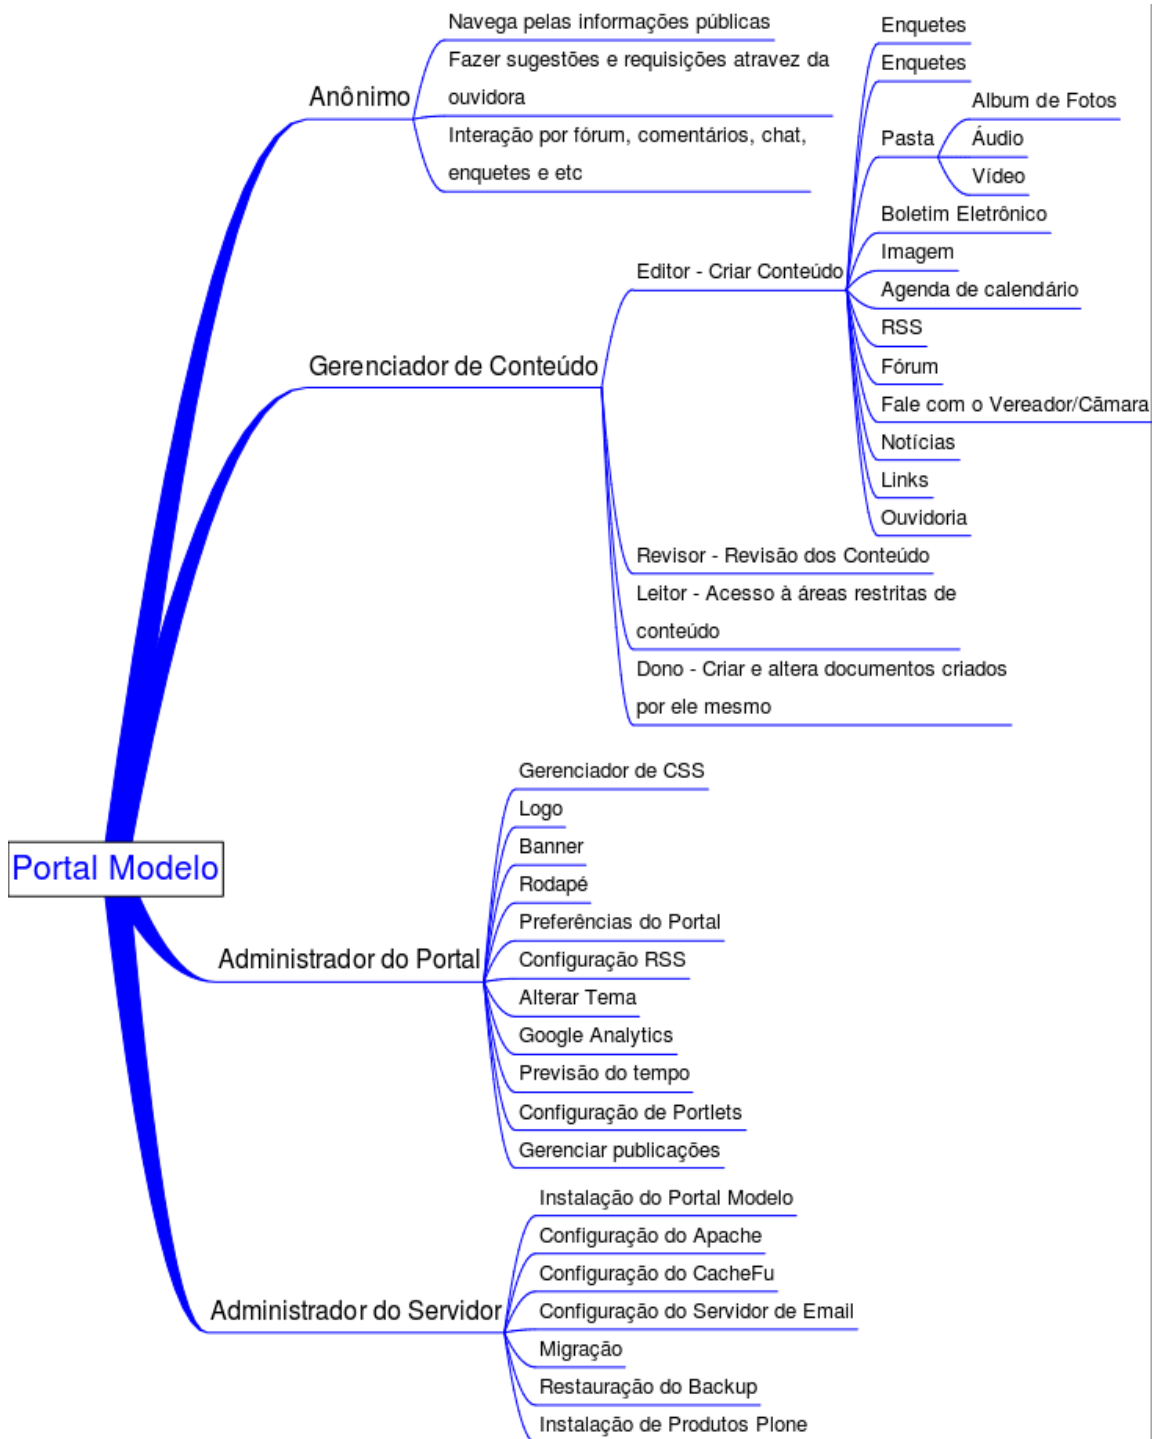 Portal Modelo
Anônimo
Navega pelas informações públicas
Fazer sugestões e requisições atravez da
ouvidora
Interação por fórum, comentários, chat,
enquetes e etc
Gerenciador de Conteúdo
Editor - Criar Conteúdo
Enquetes
Enquetes
Pasta
Album de Fotos
Áudio
Vídeo
Boletim Eletrônico
Imagem
Agenda de calendário
RSS
Fórum
Fale com o Vereador/Cãmara
Notícias
Links
Ouvidoria
Revisor - Revisão dos Conteúdo
Leitor - Acesso à áreas restritas de
conteúdo
Dono - Criar e altera documentos criados
por ele mesmo
Administrador do Portal
Gerenciador de CSS
Logo
Banner
Rodapé
Preferências do Portal
Configuração RSS
Alterar Tema
Google Analytics
Previsão do tempo
Configuração de Portlets
Gerenciar publicações
Administrador do Servidor
Instalação do Portal Modelo
Configuração do Apache
Configuração do CacheFu
Configuração do Servidor de Email
Migração
Restauração do Backup
Instalação de Produtos Plone